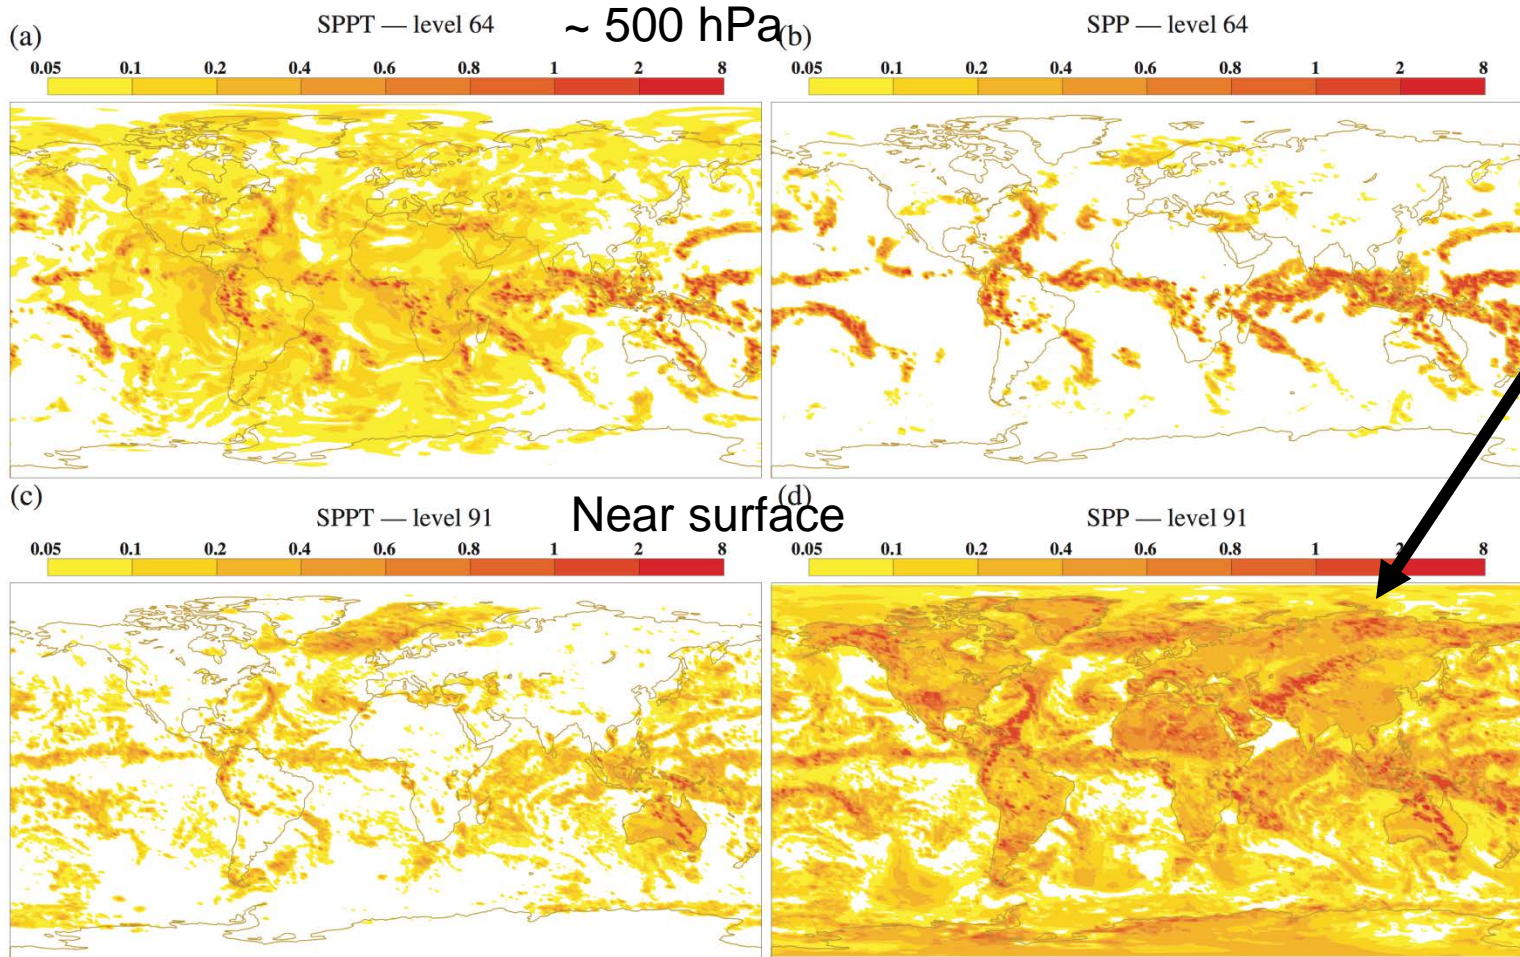 (a)
SPPT — level 64
~ 500 hPa
(b)
SPP — level 64
0.05 0.1 0.2 0.4 0.6 0.8 1 2 8
0.05 0.1 0.2 0.4 0.6 0.8 1 2 8
(c)
SPPT — level 91
Near surface
(d)
SPP — level 91
0.05 0.1 0.2 0.4 0.6 0.8 1 2 8
0.05 0.1 0.2 0.4 0.6 0.8 1 2 8